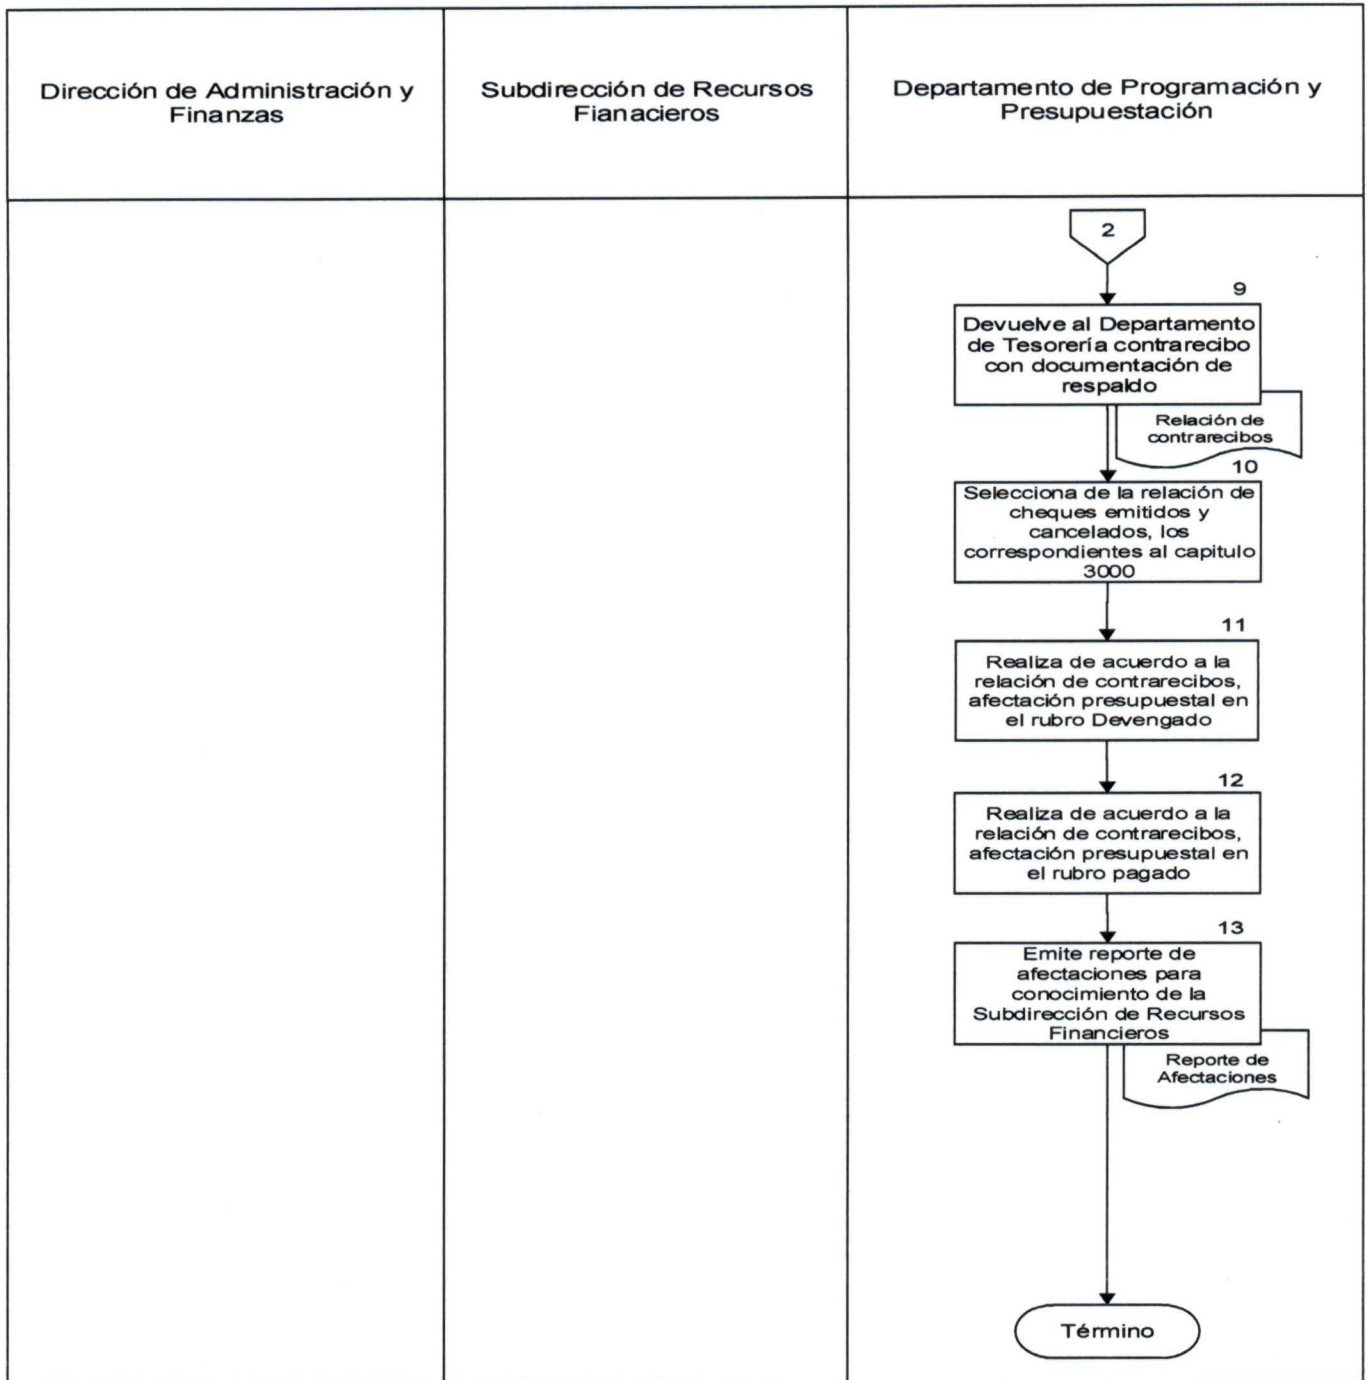 Dirección de Administración y
Finanzas
Subdirección de Recursos
Fianacieros
Departamento de Programación y
Presupuestación
2
9
Devuelve al Departamento
de Tesorería contrarecibo
con documentación de
respaldo
Relación de
contrarecibos
10
Selecciona de la relación de
cheques emitidos y
cancelados, los
correspondientes al capitulo
3000
11
Realiza de acuerdo a la
relación de contrarecibos,
afectación presupuestal en
el rubro Devengado
12
Realiza de acuerdo a la
relación de contrarecibos,
afectación presupuestal en
el rubro pagado
13
Emite reporte de
afectaciones para
conocimiento de la
Subdirección de Recursos
Financieros
Reporte de
Afectaciones
Término